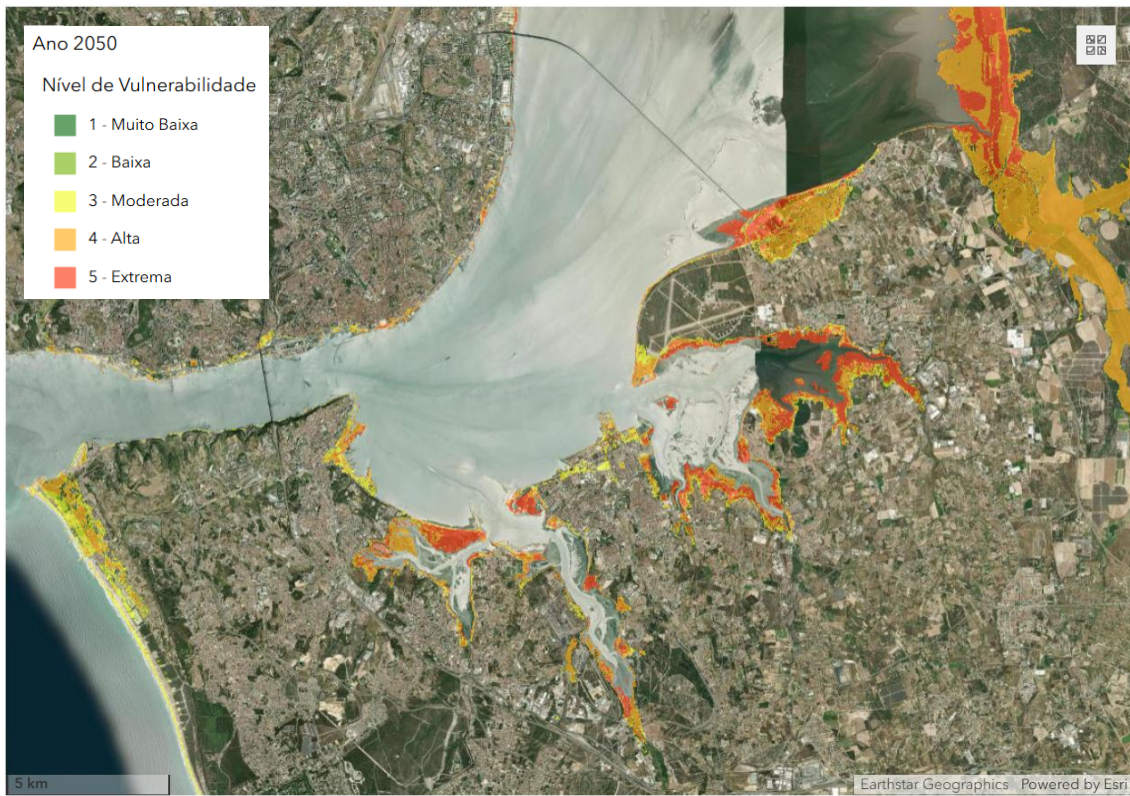 Ano 2050
Nível de Vulnerabilidade
1 - Muito Baixa
2 - Baixa
3 - Moderada
4 - Alta
5 - Extrema
5 km
Earthstar Geographics Powered by Esri